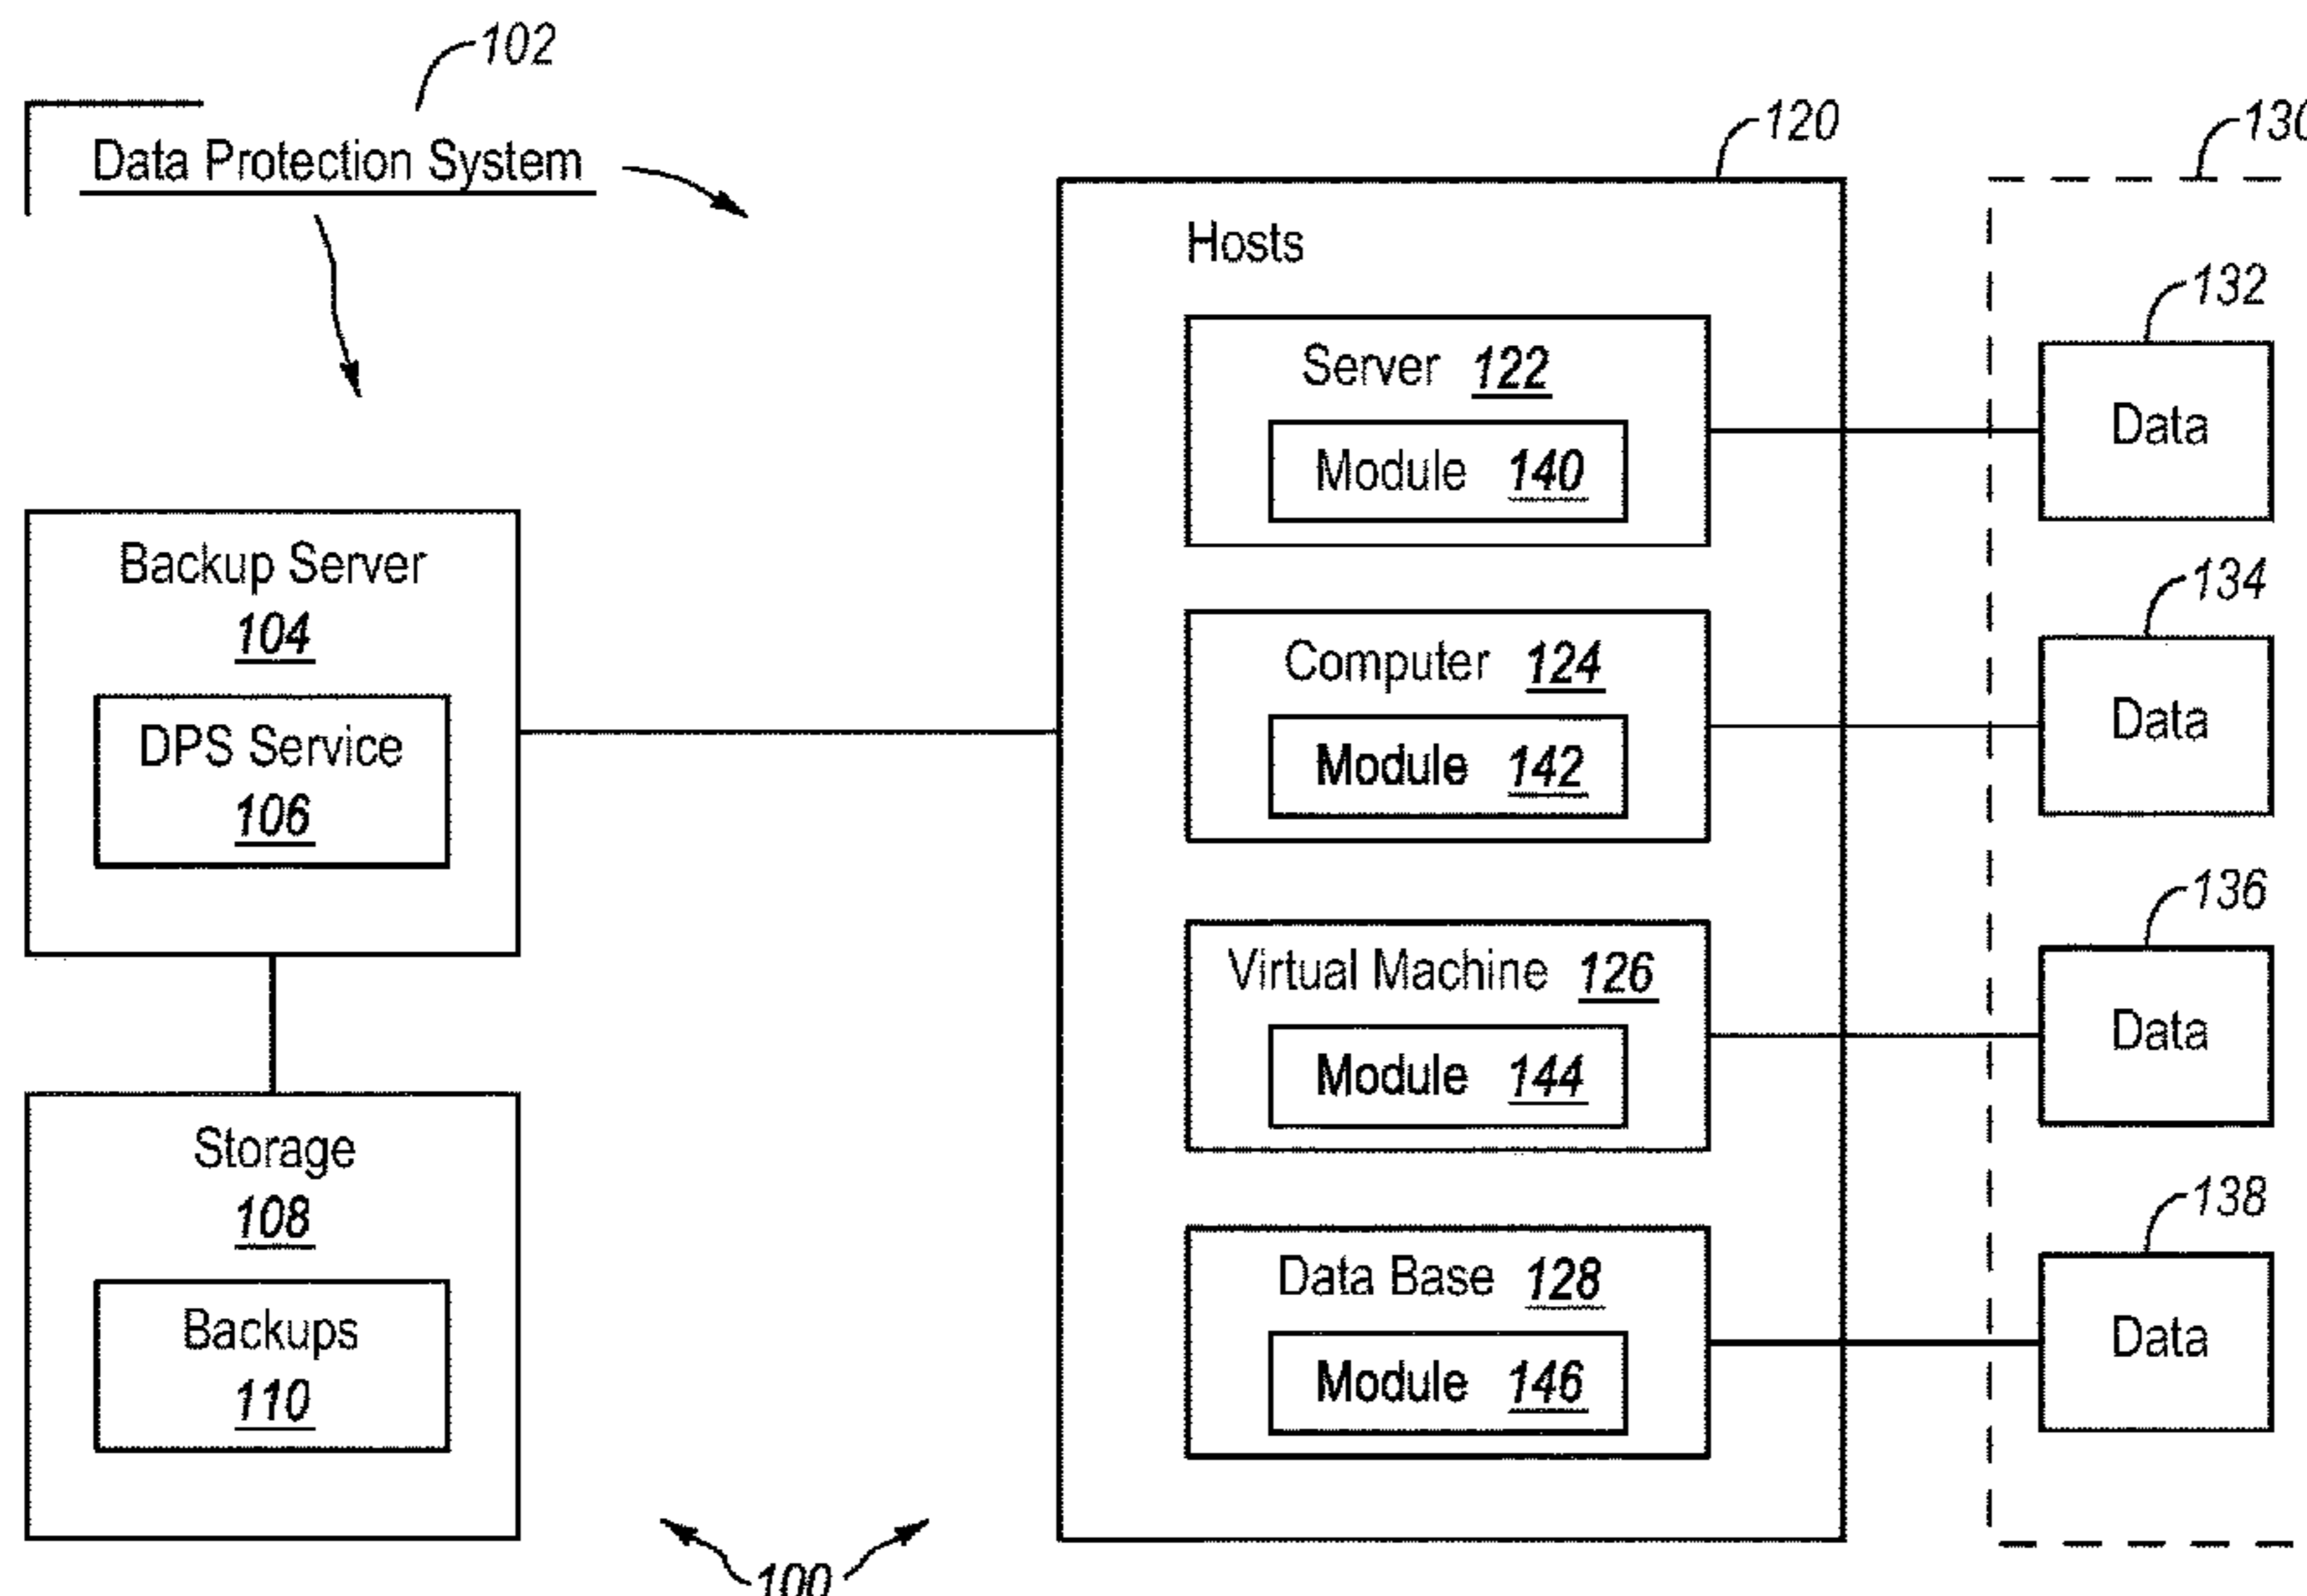 102
Data Protection System
120
130
Hosts
132
Server 122
Data
Module 140
Backup Server
104
DPS Service
106
134
Computer 124
Data
Module 142
136
Virtual Machine 126
Data
Module 144
Storage
108
Backups
110
138
Data Base 128
Data
Module 146
100